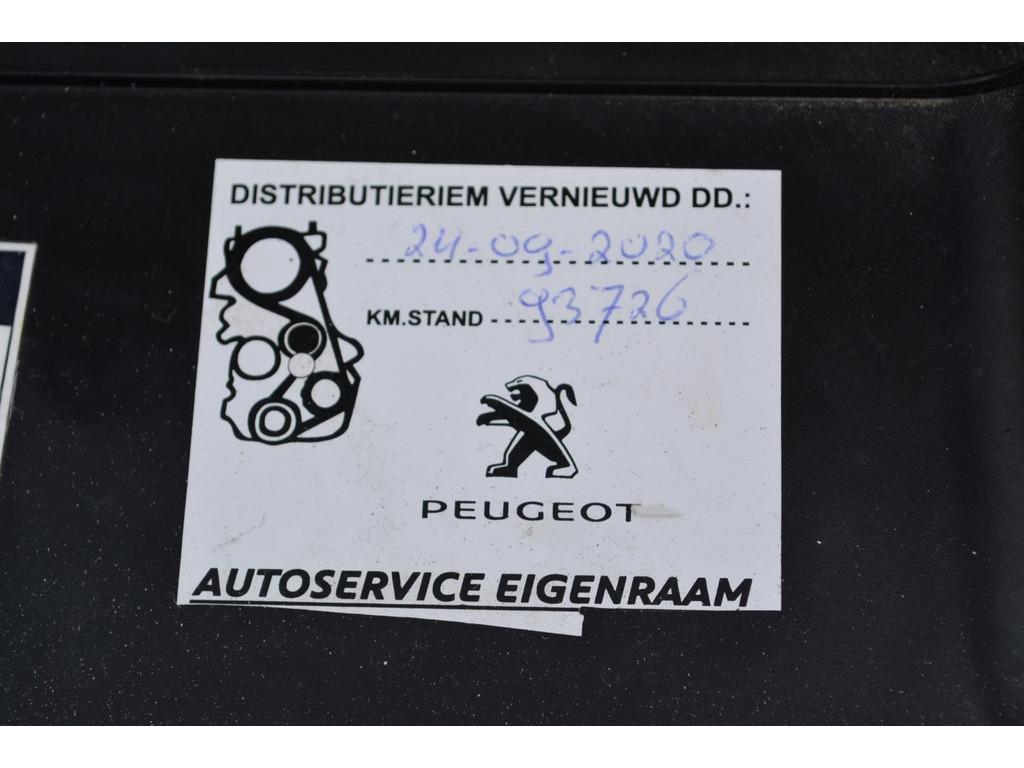 DISTRIBUTIERIEM VERNIEUWD DD.:
24-09-2020
KM.STAND 93726
PEUGEOT
AUTOSERVICE EIGENRAAM